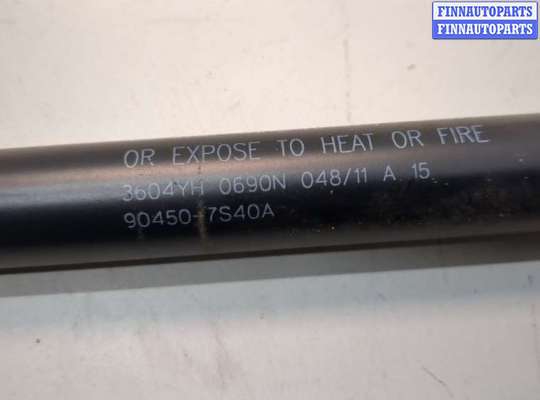 FINNAUTOPARTS
FINNAUTOPARTS
OR EXPOSE TO HEAT OR FIRE
3604YH 0690N 048/11 A 15
90450-7S40A